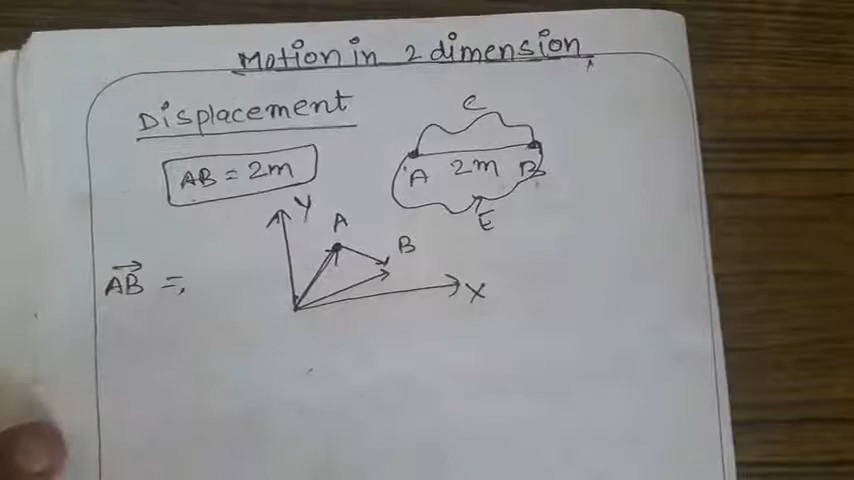 Motion in 2 dimension
Displacement
C
AB = 2m
A 2m B
E
Y
A
B
AB =,
X